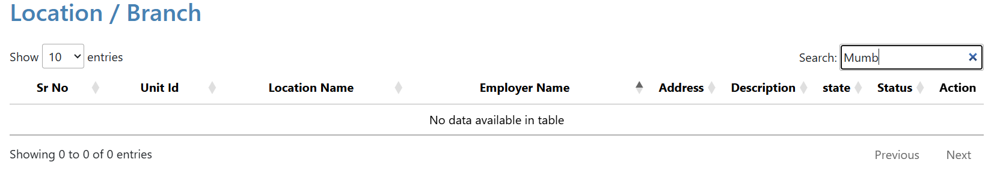 Location / Branch
Show 10 entries Search: Mumb
Sr No Unit Id Location Name Employer Name Address Description state Status Action
No data available in table
Showing 0 to 0 of 0 entries Previous Next